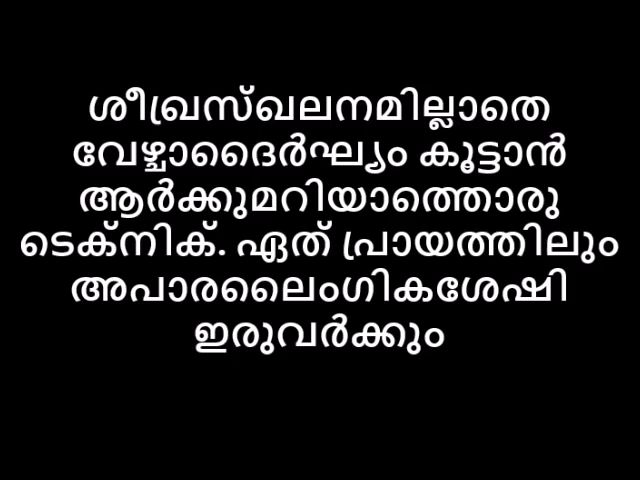 ശീഖ്രസ്ഖലനമില്ലാതെ
വേഴ്ചാദൈർഘ്യം കൂട്ടാൻ
ആർക്കുമറിയാത്തൊരു
ടെക്നിക്. ഏത് പ്രായത്തിലും
അപാരലൈംഗികശേഷി
ഇരുവർക്കും